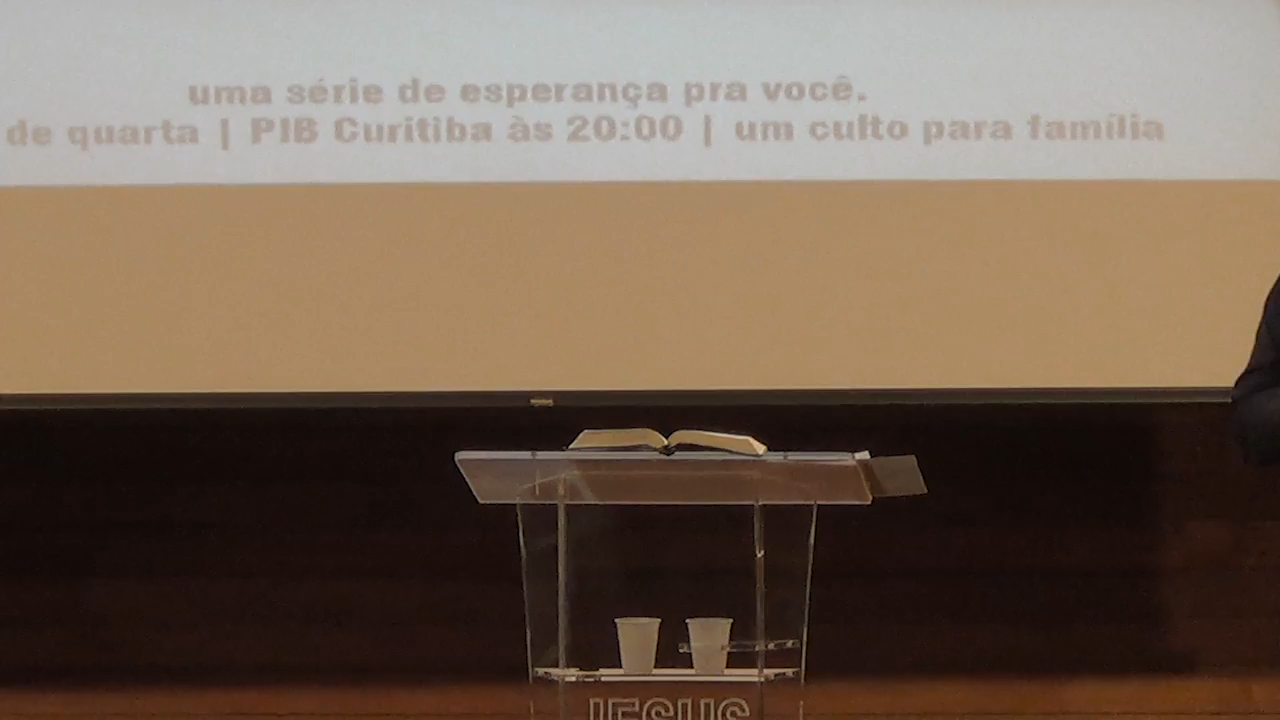 uma série de esperança pra você.
de quarta | PIB Curitiba às 20:00 | um culto para família
JESUS